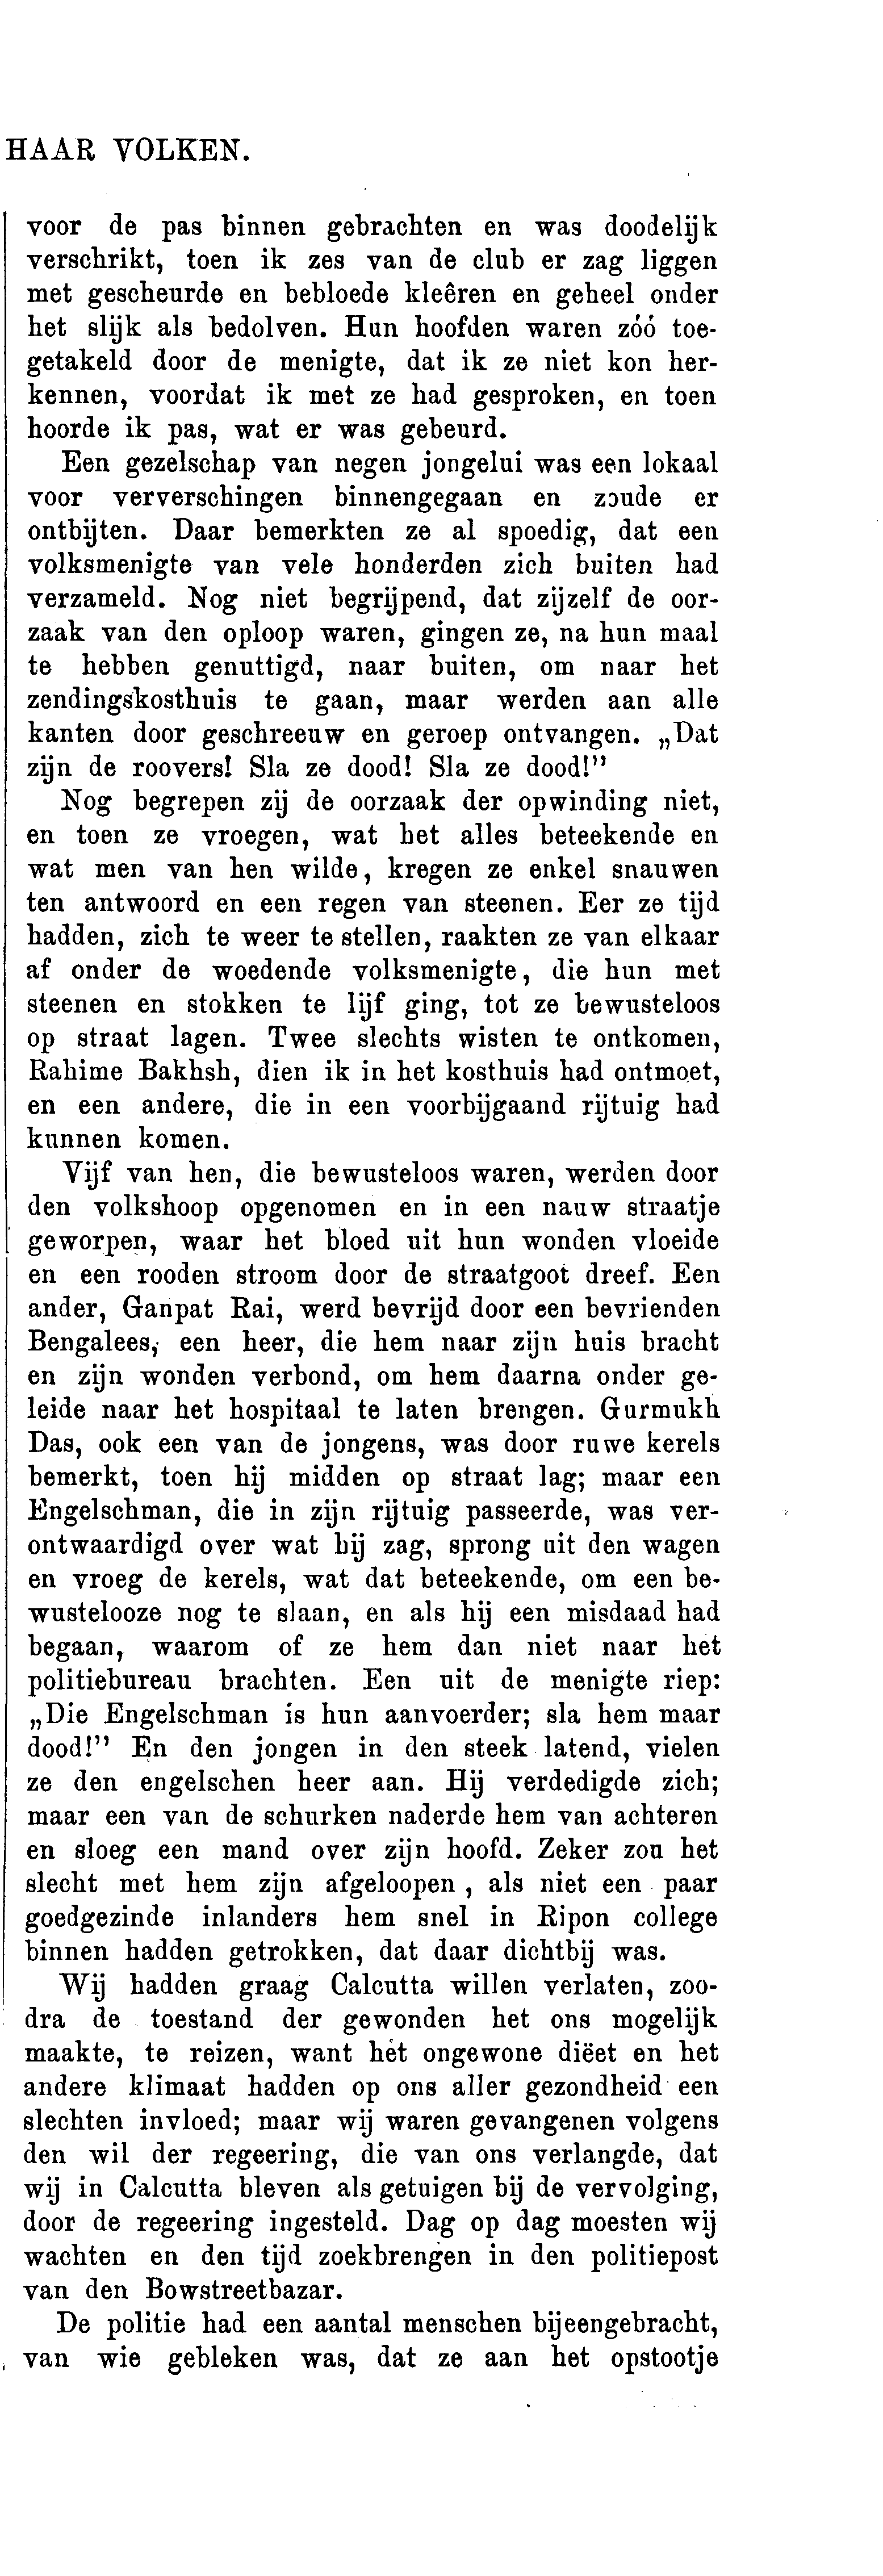 HAAR VOLKEN.
voor de pas binnen gebrachten en was doodelijk
verschrikt, toen ik zes van de club er zag liggen
met gescheurde en bebloede kleêren en geheel onder
het slijk als bedolven. Hun hoofden waren zóó toe-
getakeld door de menigte, dat ik ze niet kon her-
kennen, voordat ik met ze had gesproken, en toen
hoorde ik pas, wat er was gebeurd.
Een gezelschap van negen jongelui was een lokaal
voor ververschingen binnengegaan en zoude er
ontbijten. Daar bemerkten ze al spoedig, dat een
volksmenigte van vele honderden zich buiten had
verzameld. Nog niet begrijpend, dat zijzelf de oor-
zaak van den oploop waren, gingen ze, na hun maal
te hebben genuttigd, naar buiten, om naar het
zendingskosthuis te gaan, maar werden aan alle
kanten door geschreeuw en geroep ontvangen. „Dat
zijn de roovers! Sla ze dood! Sla ze dood!”
Nog begrepen zij de oorzaak der opwinding niet,
en toen ze vroegen, wat het alles beteekende en
wat men van hen wilde, kregen ze enkel snauwen
ten antwoord en een regen van steenen. Eer ze tijd
hadden, zich te weer te stellen, raakten ze van elkaar
af onder de woedende volksmenigte, die hun met
steenen en stokken te lijf ging, tot ze bewusteloos
op straat lagen. Twee slechts wisten te ontkomen,
Rahime Bakhsh, dien ik in het kosthuis had ontmoet,
en een andere, die in een voorbijgaand rijtuig had
kunnen komen.
Vijf van hen, die bewusteloos waren, werden door
den volkshoop opgenomen en in een nauw straatje
geworpen, waar het bloed uit hun wonden vloeide
en een rooden stroom door de straatgoot dreef. Een
ander, Ganpat Rai, werd bevrijd door een bevrienden
Bengalees, een heer, die hem naar zijn huis bracht
en zijn wonden verbond, om hem daarna onder ge-
leide naar het hospitaal te laten brengen. Gurmukh
Das, ook een van de jongens, was door ruwe kerels
bemerkt, toen hij midden op straat lag; maar een
Engelschman, die in zijn rijtuig passeerde, was ver-
ontwaardigd over wat hij zag, sprong uit den wagen
en vroeg de kerels, wat dat beteekende, om een be-
wustelooze nog te slaan, en als hij een misdaad had
begaan, waarom of ze hem dan niet naar het
politiebureau brachten. Een uit de menigte riep:
„Die Engelschman is hun aanvoerder; sla hem maar
dood!” En den jongen in den steek latend, vielen
ze den engelschen heer aan. Hij verdedigde zich;
maar een van de schurken naderde hem van achteren
en sloeg een mand over zijn hoofd. Zeker zou het
slecht met hem zijn afgeloopen, als niet een paar
goedgezinde inlanders hem snel in Ripon college
binnen hadden getrokken, dat daar dichtbij was.
Wij hadden graag Calcutta willen verlaten, zoo-
dra de toestand der gewonden het ons mogelijk
maakte, te reizen, want het ongewone diëet en het
andere klimaat hadden op ons aller gezondheid een
slechten invloed; maar wij waren gevangenen volgens
den wil der regeering, die van ons verlangde, dat
wij in Calcutta bleven als getuigen bij de vervolging,
door de regeering ingesteld. Dag op dag moesten wij
wachten en den tijd zoekbrengen in den politiepost
van den Bowstreetbazar.
De politie had een aantal menschen bijeengebracht,
van wie gebleken was, dat ze aan het opstootje